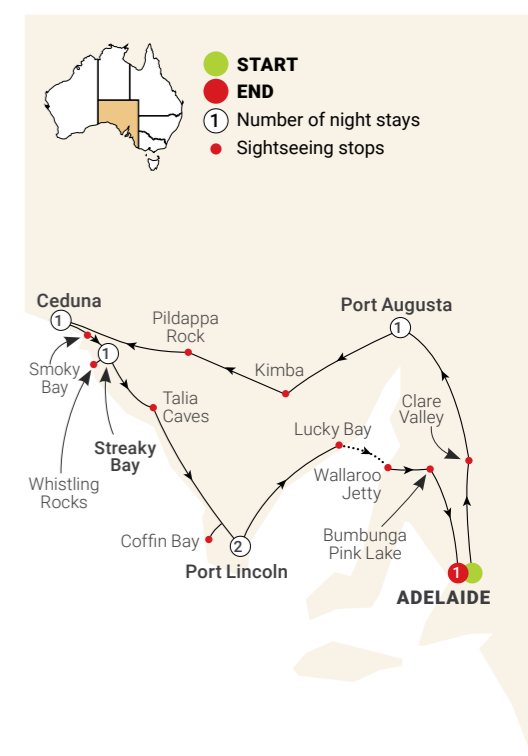 START
END
1 Number of night stays
Sightseeing stops
Ceduna
1
Smoky
Bay
1
Pildappa
Rock
Kimba
Port Augusta
1
Talia
Caves
Streaky
Bay
Whistling
Rocks
Clare
Valley
Lucky Bay
Wallaroo
Jetty
Coffin Bay
2
Port Lincoln
Bumbunga
Pink Lake
1
ADELAIDE